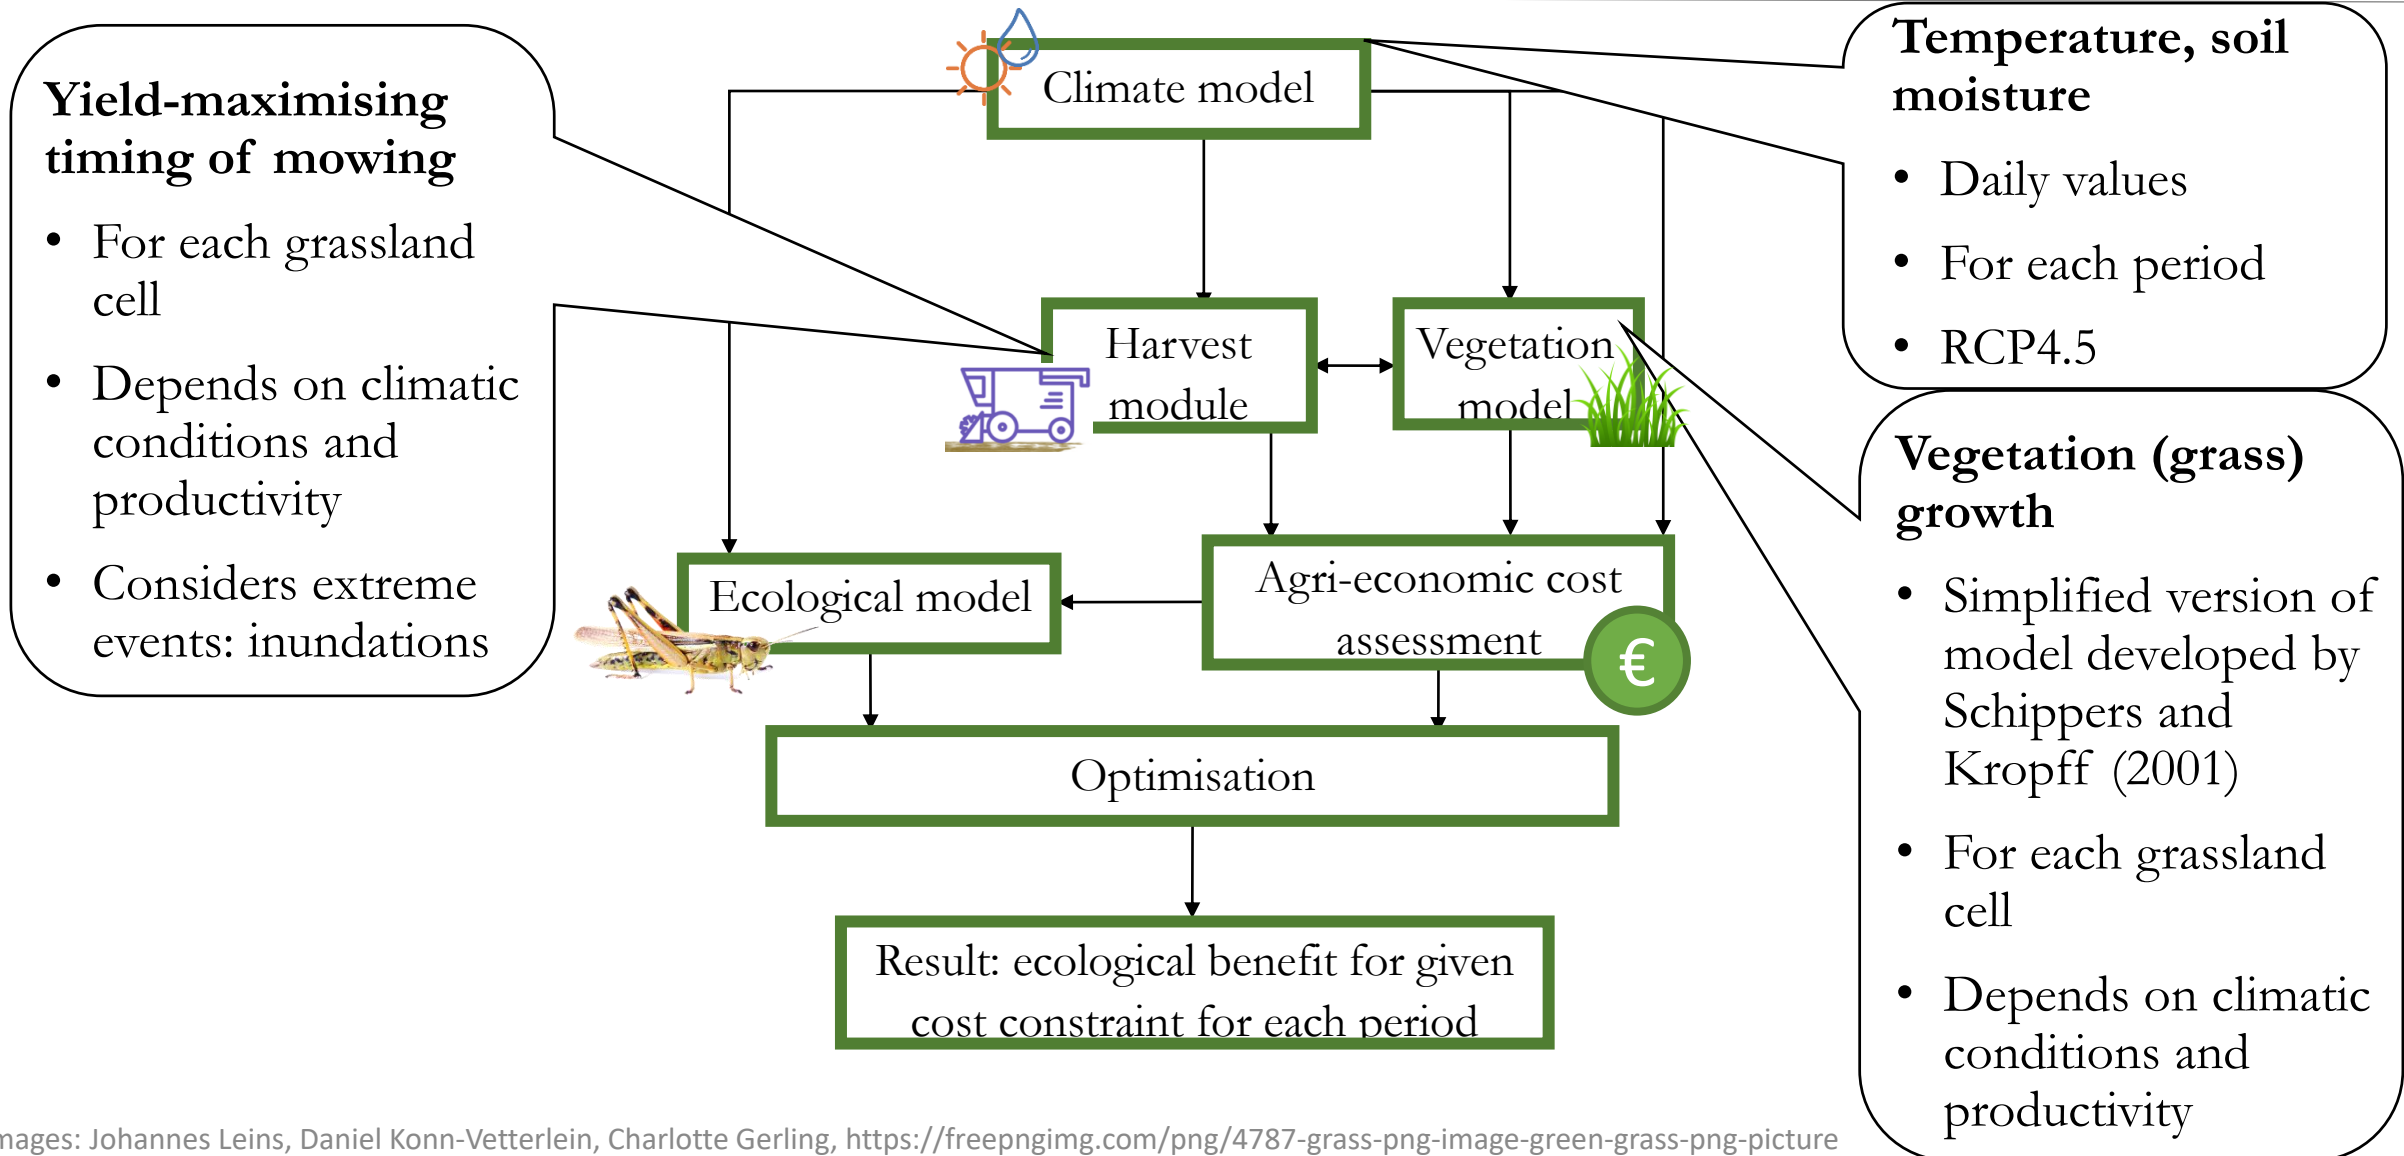 Yield-maximising
timing of mowing
• For each grassland
cell
• Depends on climatic
conditions and
productivity
• Considers extreme
events: inundations
Climate model
Harvest
module
Vegetation
model
Ecological model
Agri-economic cost
assessment
€
Optimisation
Result: ecological benefit for given
cost constraint for each period
Temperature, soil
moisture
• Daily values
• For each period
• RCP4.5
Vegetation (grass)
growth
• Simplified version of
model developed by
Schippers and
Kropff (2001)
• For each grassland
cell
• Depends on climatic
conditions and
productivity
mages: Johannes Leins, Daniel Konn-Vetterlein, Charlotte Gerling, https://freepngimg.com/png/4787-grass-png-image-green-grass-png-picture